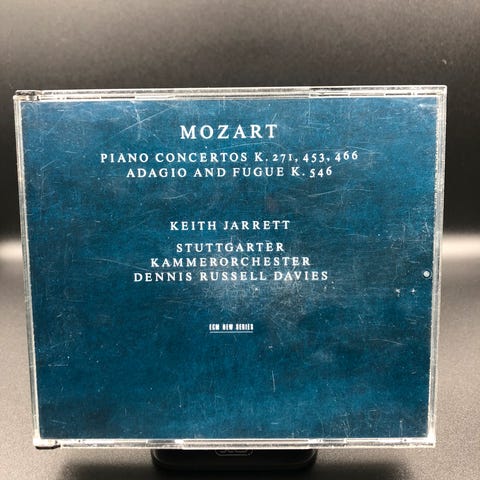 MOZART
PIANO CONCERTOS K. 271, 453, 466
ADAGIO AND FUGUE K. 546
KEITH JARRETT
STUTTGARTER
KAMMERORCHESTER
DENNIS RUSSELL DAVIES
ECM NEW SERIES